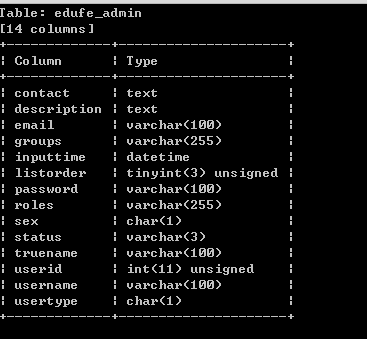 Table: edufe_admin
[14 columns]
+-------------+---------------------+
¦ Column      ¦ Type                ¦
+-------------+---------------------+
¦ contact     ¦ text                ¦
¦ description ¦ text                ¦
¦ email       ¦ varchar(100)        ¦
¦ groups      ¦ varchar(255)        ¦
¦ inputtime   ¦ datetime            ¦
¦ listorder   ¦ tinyint(3) unsigned ¦
¦ password    ¦ varchar(100)        ¦
¦ roles       ¦ varchar(255)        ¦
¦ sex         ¦ char(1)             ¦
¦ status      ¦ varchar(3)          ¦
¦ truename    ¦ varchar(100)        ¦
¦ userid      ¦ int(11) unsigned    ¦
¦ username    ¦ varchar(100)        ¦
¦ usertype    ¦ char(1)             ¦
+-------------+---------------------+